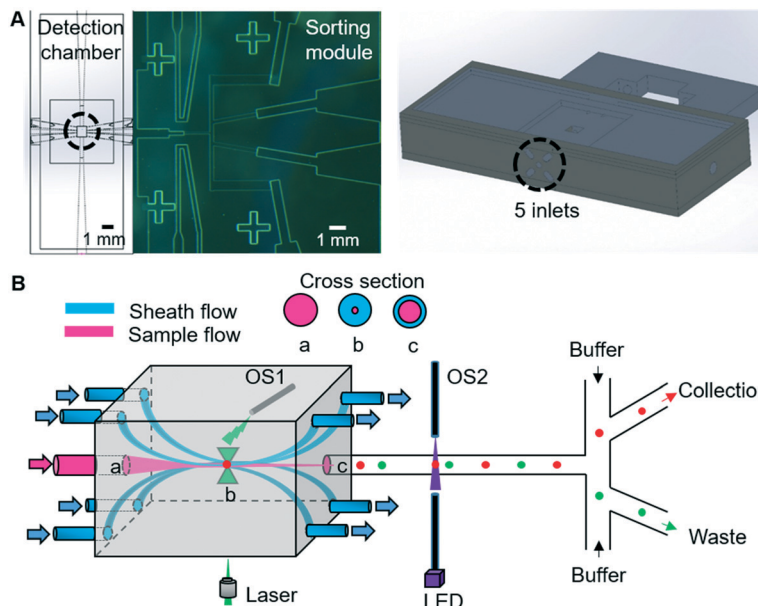 A
Detection
chamber
Sorting
module
1 mm
1 mm
5 inlets
B
Sheath flow
Sample flow
Cross section
a
b
c
OS1
OS2
Buffer
Collectio
a
b
c
Waste
Laser
LED
Buffer